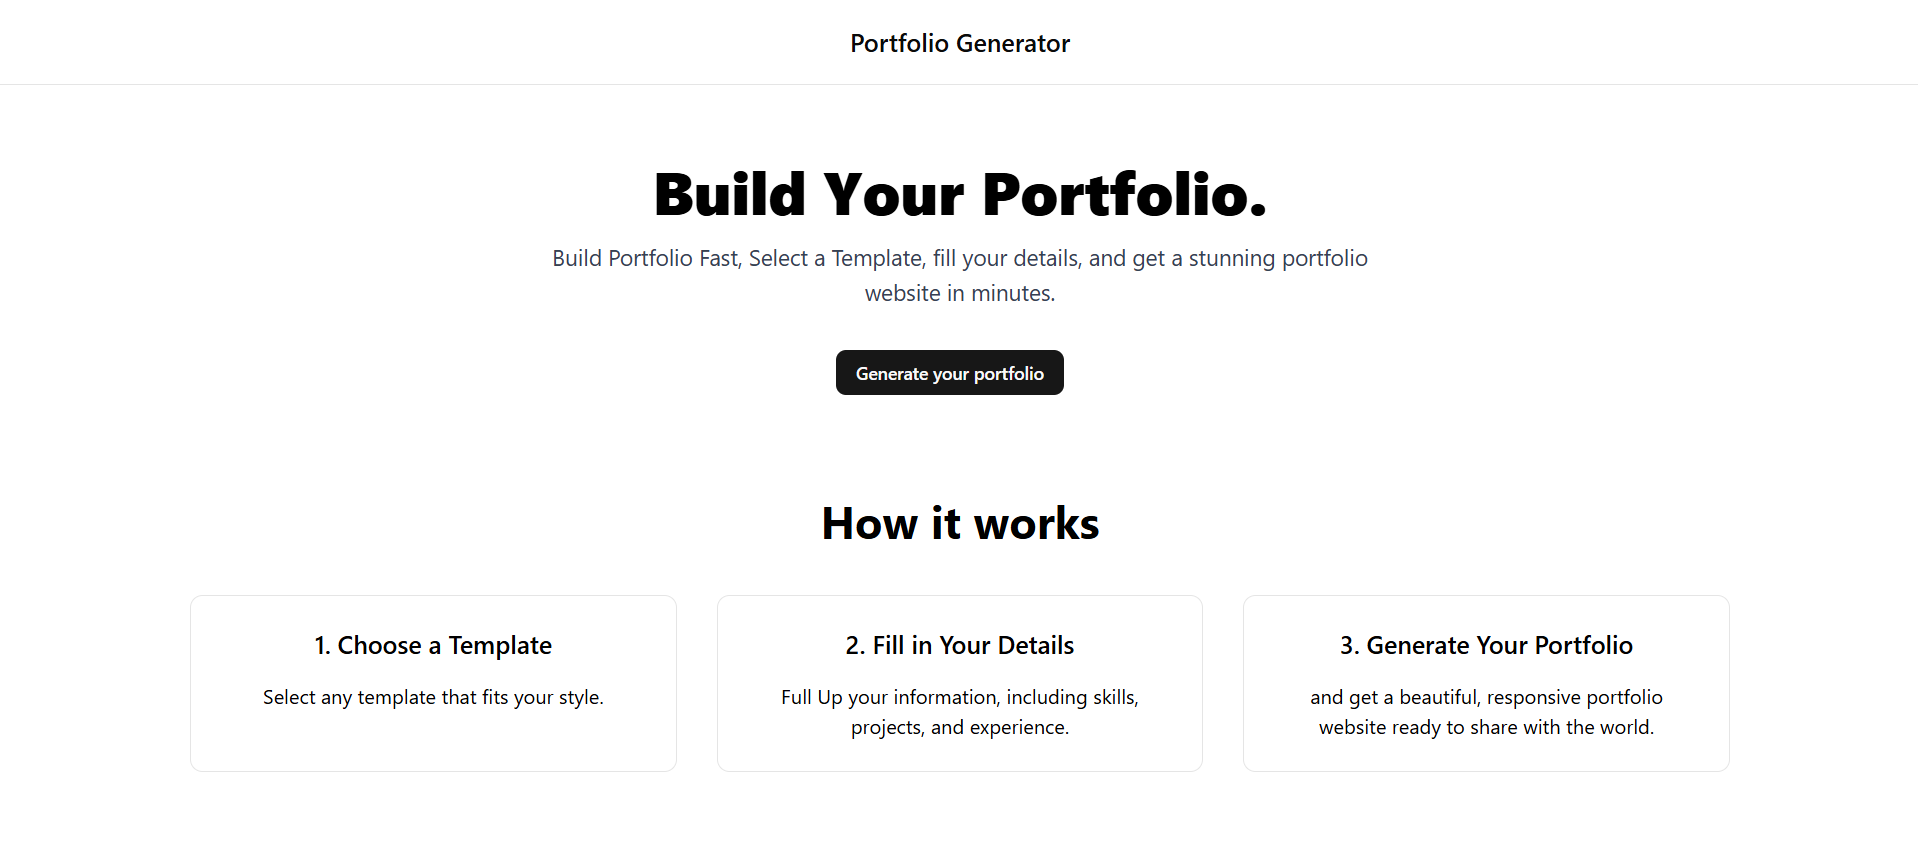 Portfolio Generator
Build Your Portfolio.
Build Portfolio Fast, Select a Template, fill your details, and get a stunning portfolio
website in minutes.
Generate your portfolio
How it works
1. Choose a Template
Select any template that fits your style.
2. Fill in Your Details
Full Up your information, including skills,
projects, and experience.
3. Generate Your Portfolio
and get a beautiful, responsive portfolio
website ready to share with the world.